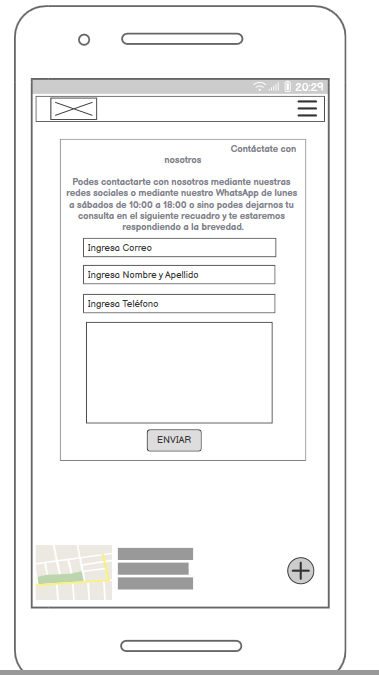 20:29
Contáctate con
nosotros
Podes contactarte con nosotros mediante nuestras
redes sociales o mediante nuestro WhatsApp de lunes
a sábados de 10:00 a 18:00 o sino podes dejarnos tu
consulta en el siguiente recuadro y te estaremos
respondiendo a la brevedad.
Ingresa Correo
Ingresa Nombre y Apellido
Ingresa Teléfono
ENVIAR